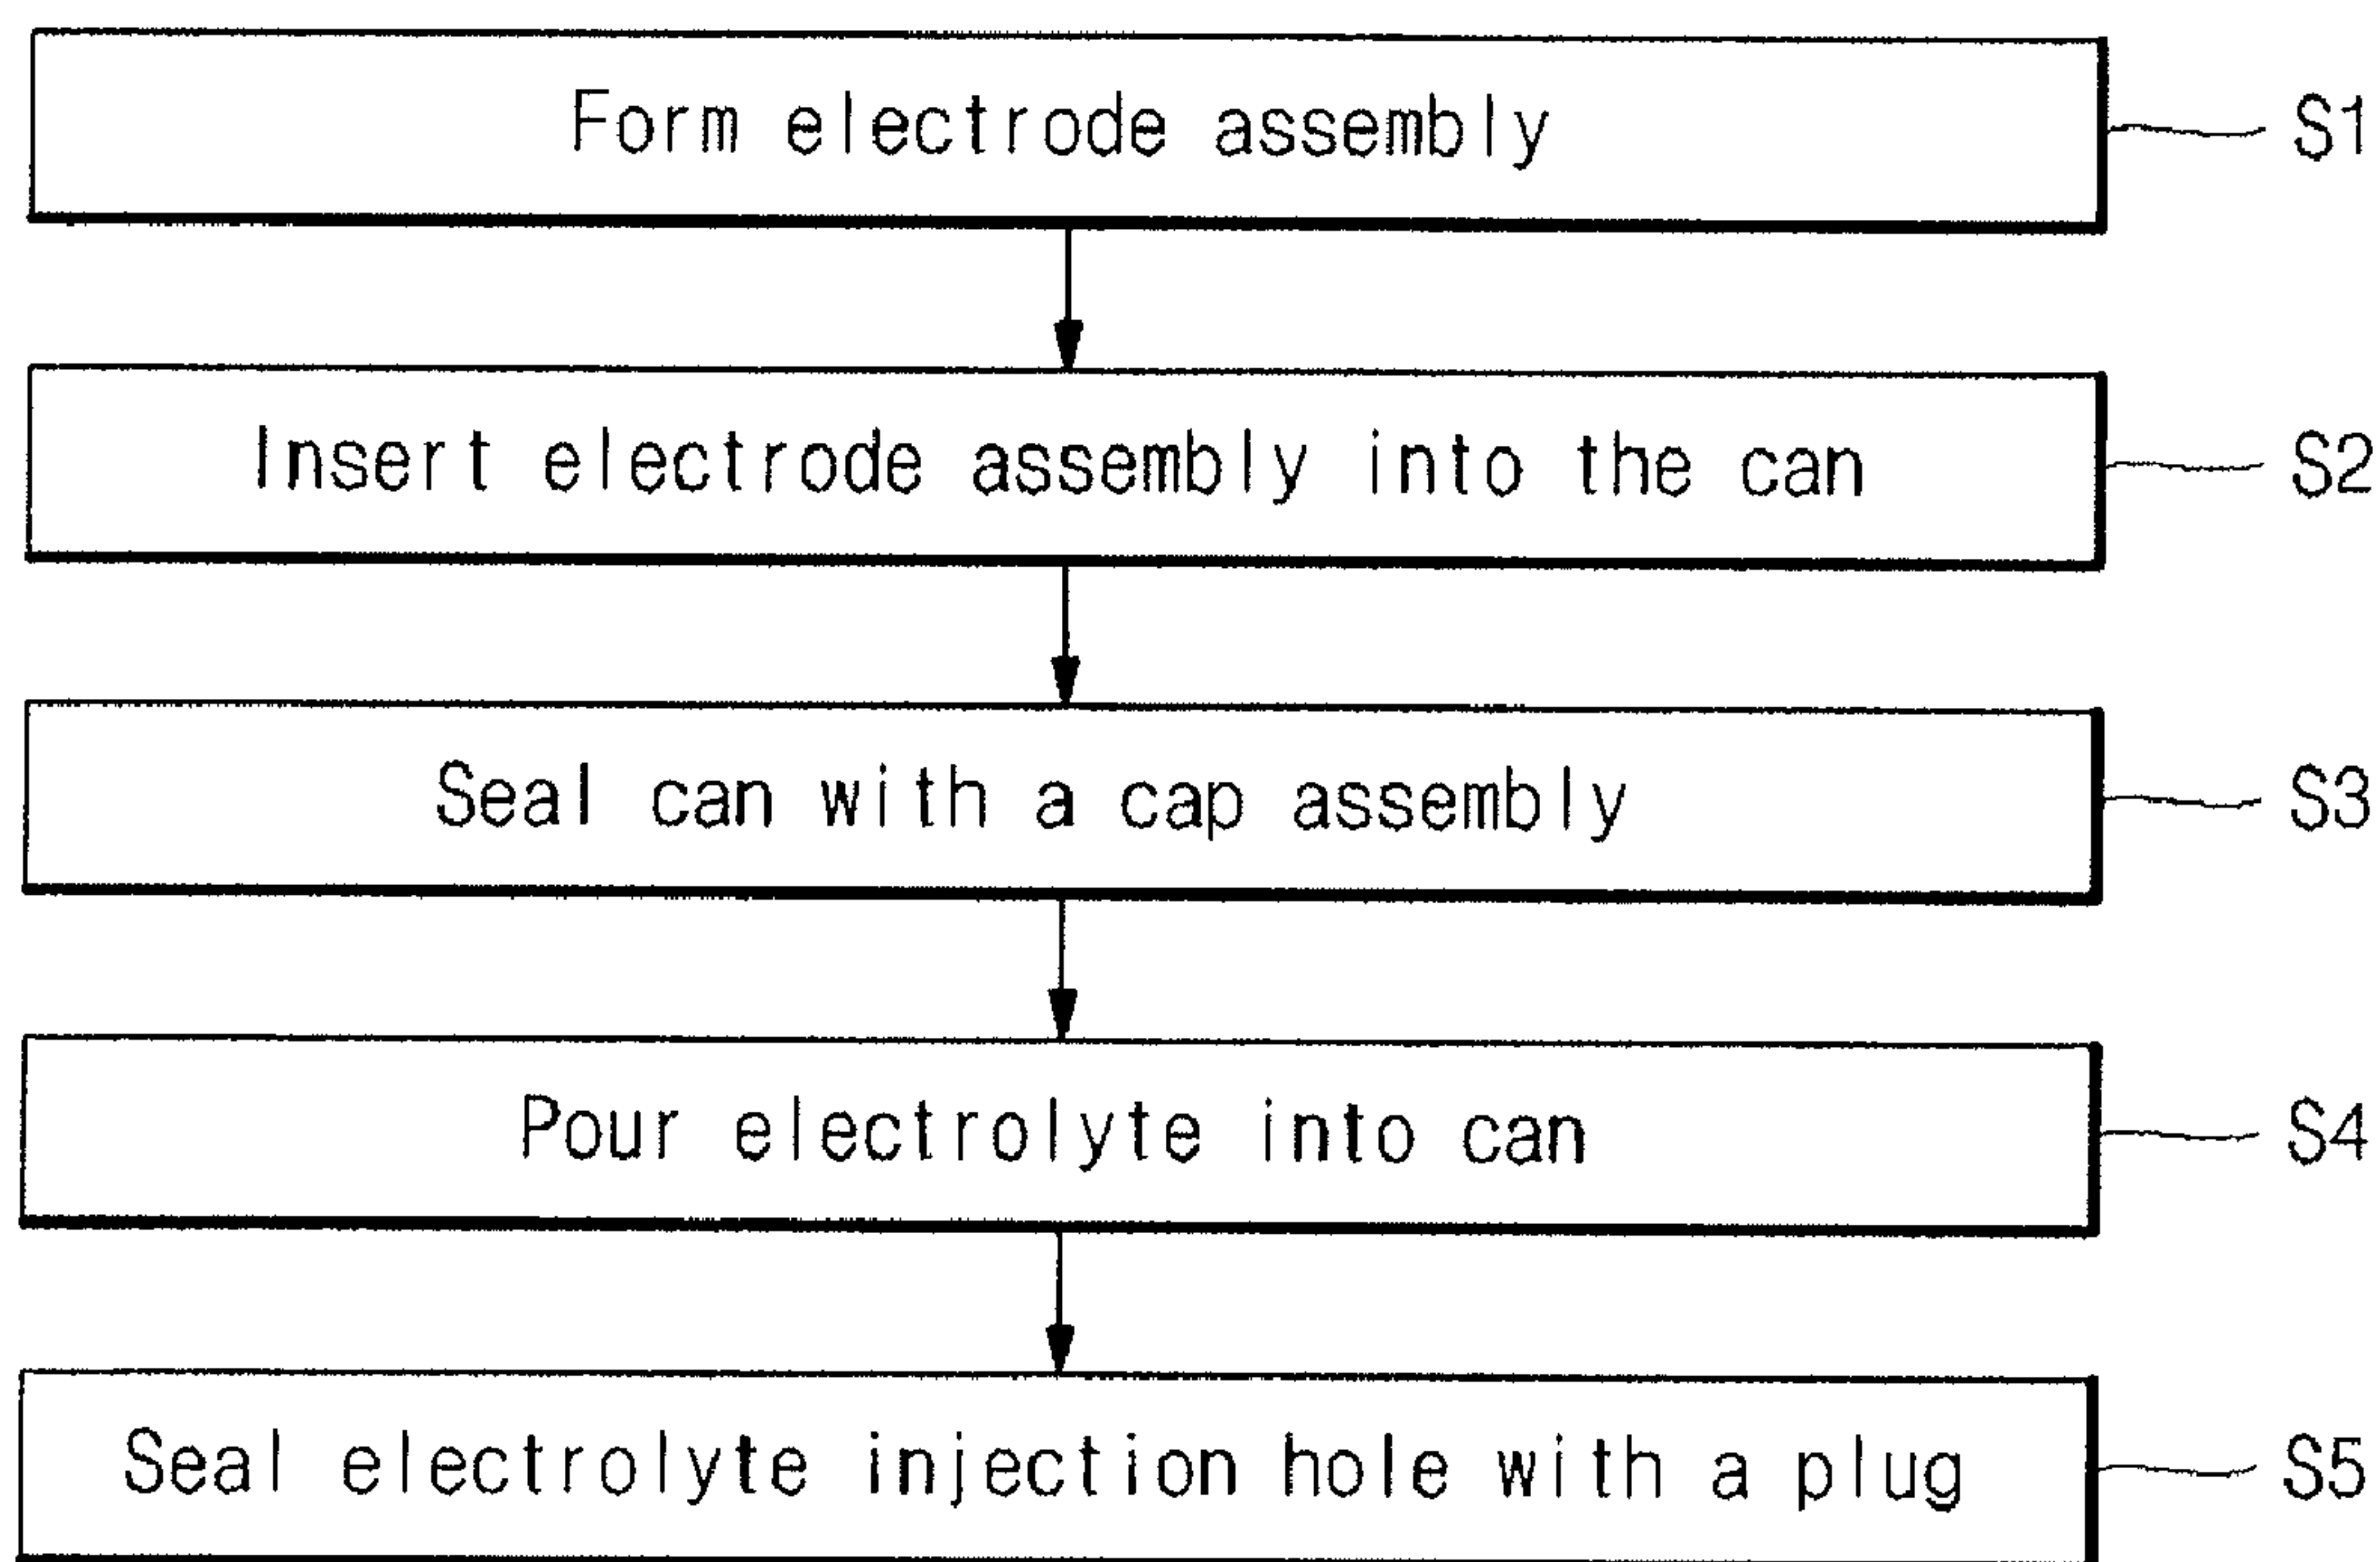 Form electrode assembly S1
Insert electrode assembly into the can S2
Seal can with a cap assembly S3
Pour electrolyte into can S4
Seal electrolyte injection hole with a plug S5